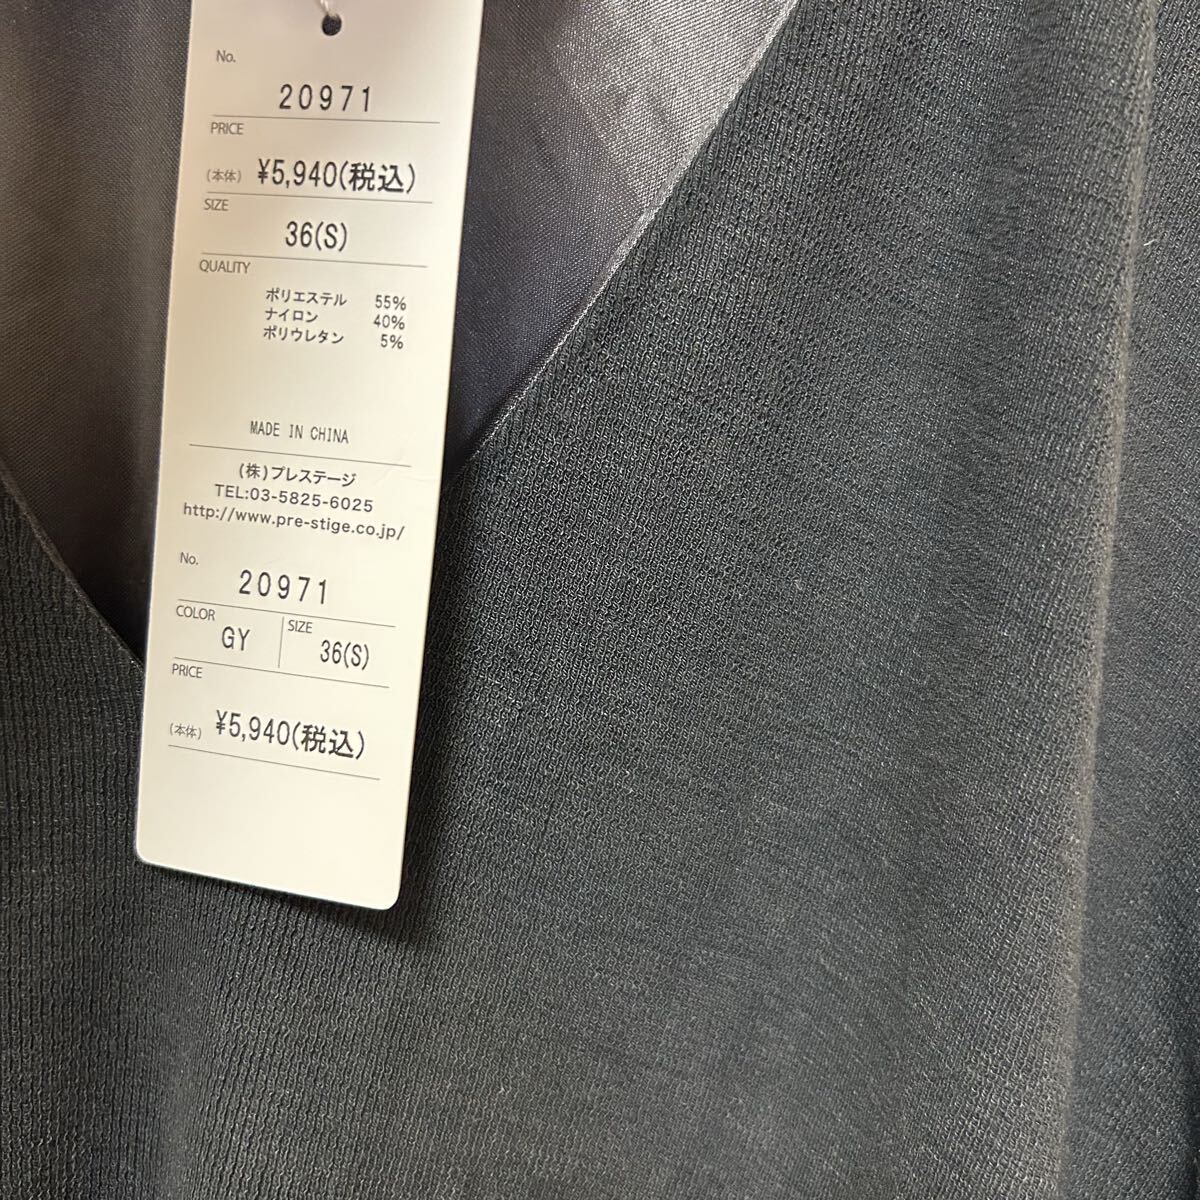 No.
20971
PRICE
(本体) ¥5,940(税込)
SIZE
36(S)
QUALITY
ポリエステル 55%
ナイロン 40%
ポリウレタン 5%
MADE IN CHINA
(株)プレステージ
TEL:03-5825-6025
http://www.pre-stige.co.jp/
No.
20971
COLOR SIZE
GY 36(S)
PRICE
(本体) ¥5,940(税込)